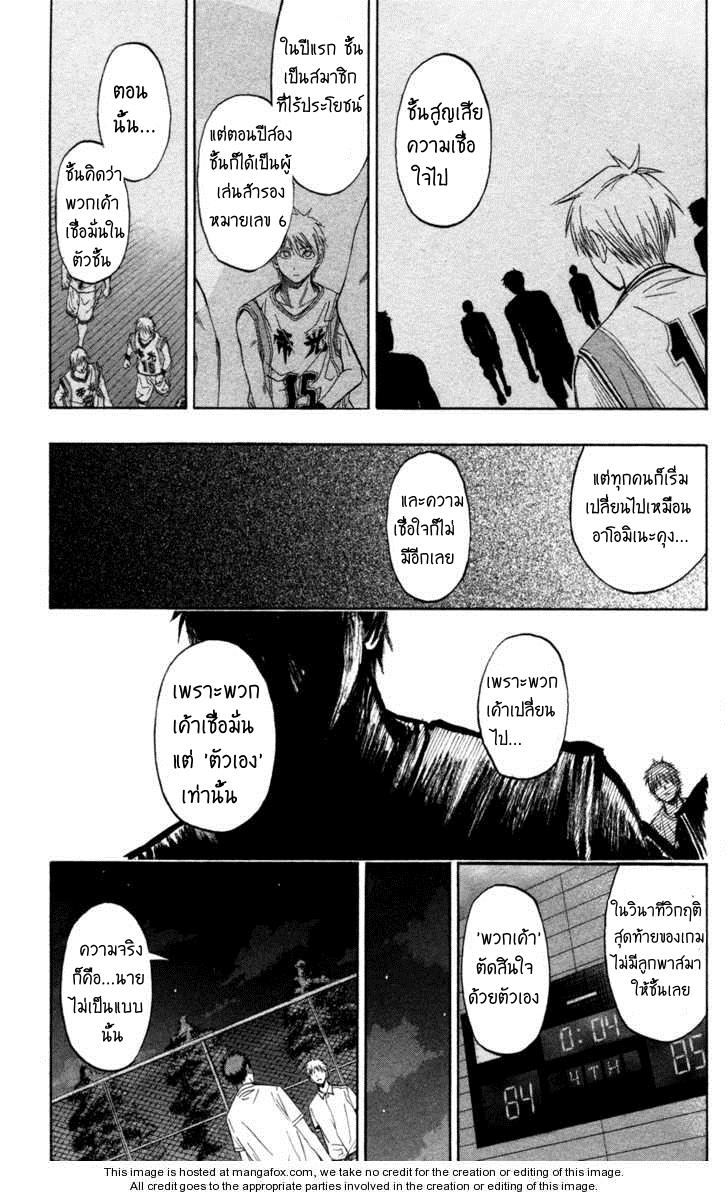 ชั้นสูญเสีย
ความเชื่อ
ใจไป
1
ในปีแรก ชั้น
เป็นสมาชิก
ที่ไร้ประโยชน์
แต่ตอนปีสอง
ชั้นก็ได้เป็นผู้
เล่นสำรอง
หมายเลข 6
帝光
15
ตอน
นั้น...
ชั้นคิดว่า
พวกเค้า
เชื่อมั่นใน
ตัวชั้น
แต่ทุกคนก็เริ่ม
เปลี่ยนไปเหมือน
อาโอมิเนะคุง...
และความ
เชื่อใจก็ไม่
มีอีกเลย
เพราะพวก
เค้าเปลี่ยน
ไป...
เพราะพวก
เค้าเชื่อมั่น
แต่ 'ตัวเอง'
เท่านั้น
ในวินาทีวิกฤติ
สุดท้ายของเกม
ไม่มีลูกพาสมา
ให้ชั้นเลย
'พวกเค้า'
ตัดสินใจ
ด้วยตัวเอง
0:04
84 4TH 85
ความจริง
ก็คือ...นาย
ไม่เป็นแบบ
นั้น
This image is hosted at mangafox.com, we take no credit for the creation or editing of this image.
All credit goes to the appropriate parties involved in the creation or editing of this image.